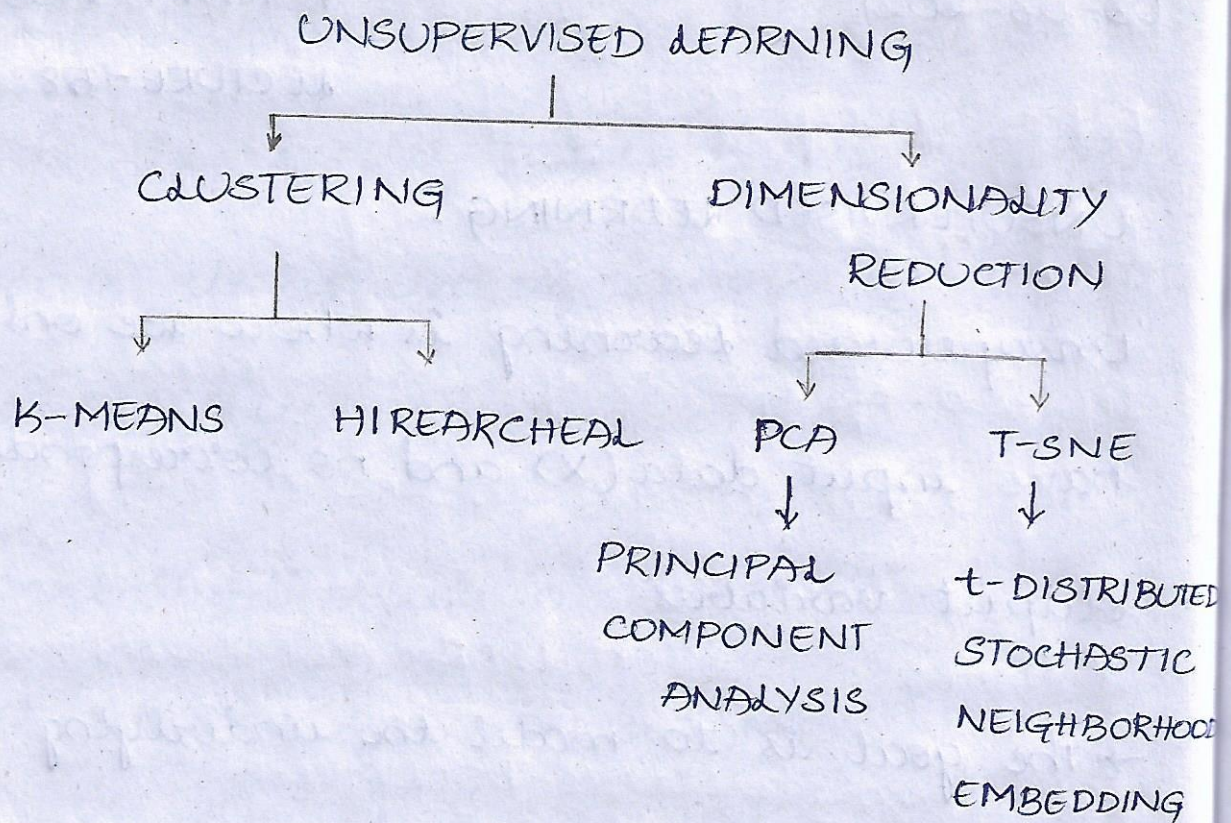 UNSUPERVISED LEARNING
CLUSTERING
DIMENSIONALITY
REDUCTION
K-MEANS
HIREARCHEAL
PCA
T-SNE
PRINCIPAL
COMPONENT
ANALYSIS
t-DISTRIBUTED
STOCHASTIC
NEIGHBORHOOD
EMBEDDING